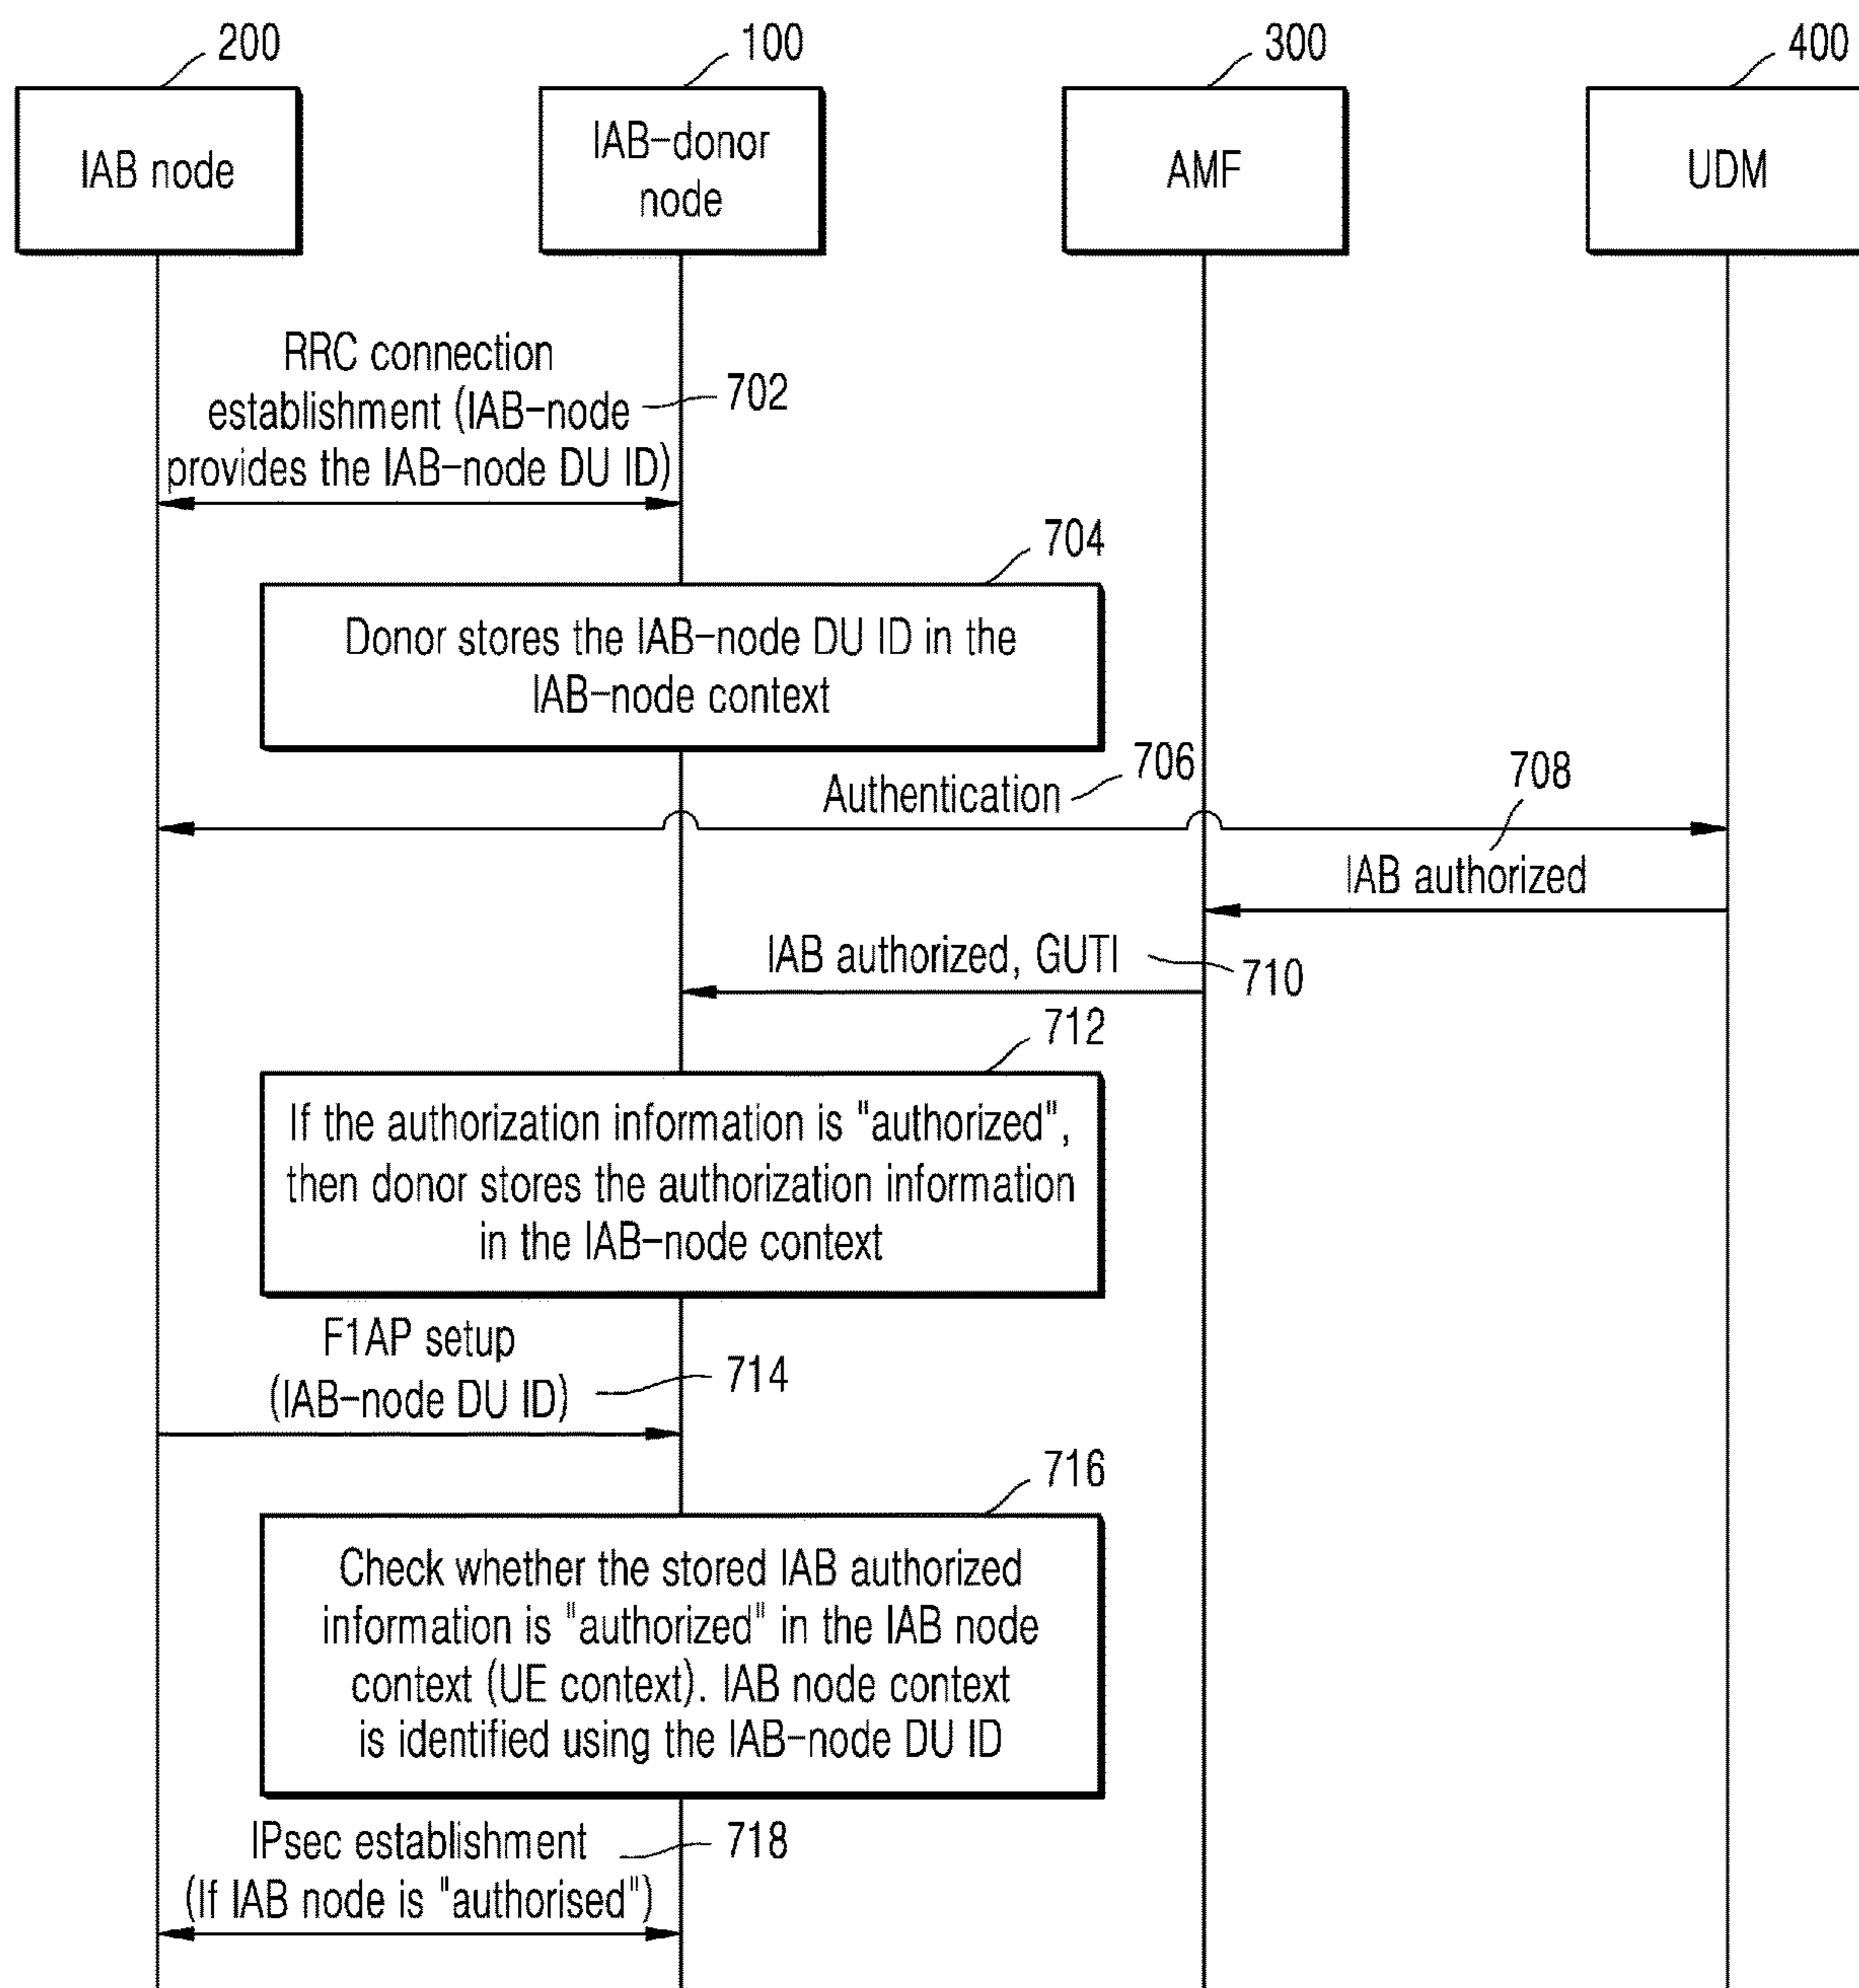 200
100
300
400
IAB node
IAB-donor
node
AMF
UDM
RRC connection
establishment (IAB-node
provides the IAB-node DU ID)
702
704
Donor stores the IAB-node DU ID in the
IAB-node context
Authentication
706
708
IAB authorized
IAB authorized, GUTI
710
712
If the authorization information is "authorized",
then donor stores the authorization information
in the IAB-node context
F1AP setup
(IAB-node DU ID)
714
716
Check whether the stored IAB authorized
information is "authorized" in the IAB node
context (UE context). IAB node context
is identified using the IAB-node DU ID
IPsec establishment
(If IAB node is "authorised")
718